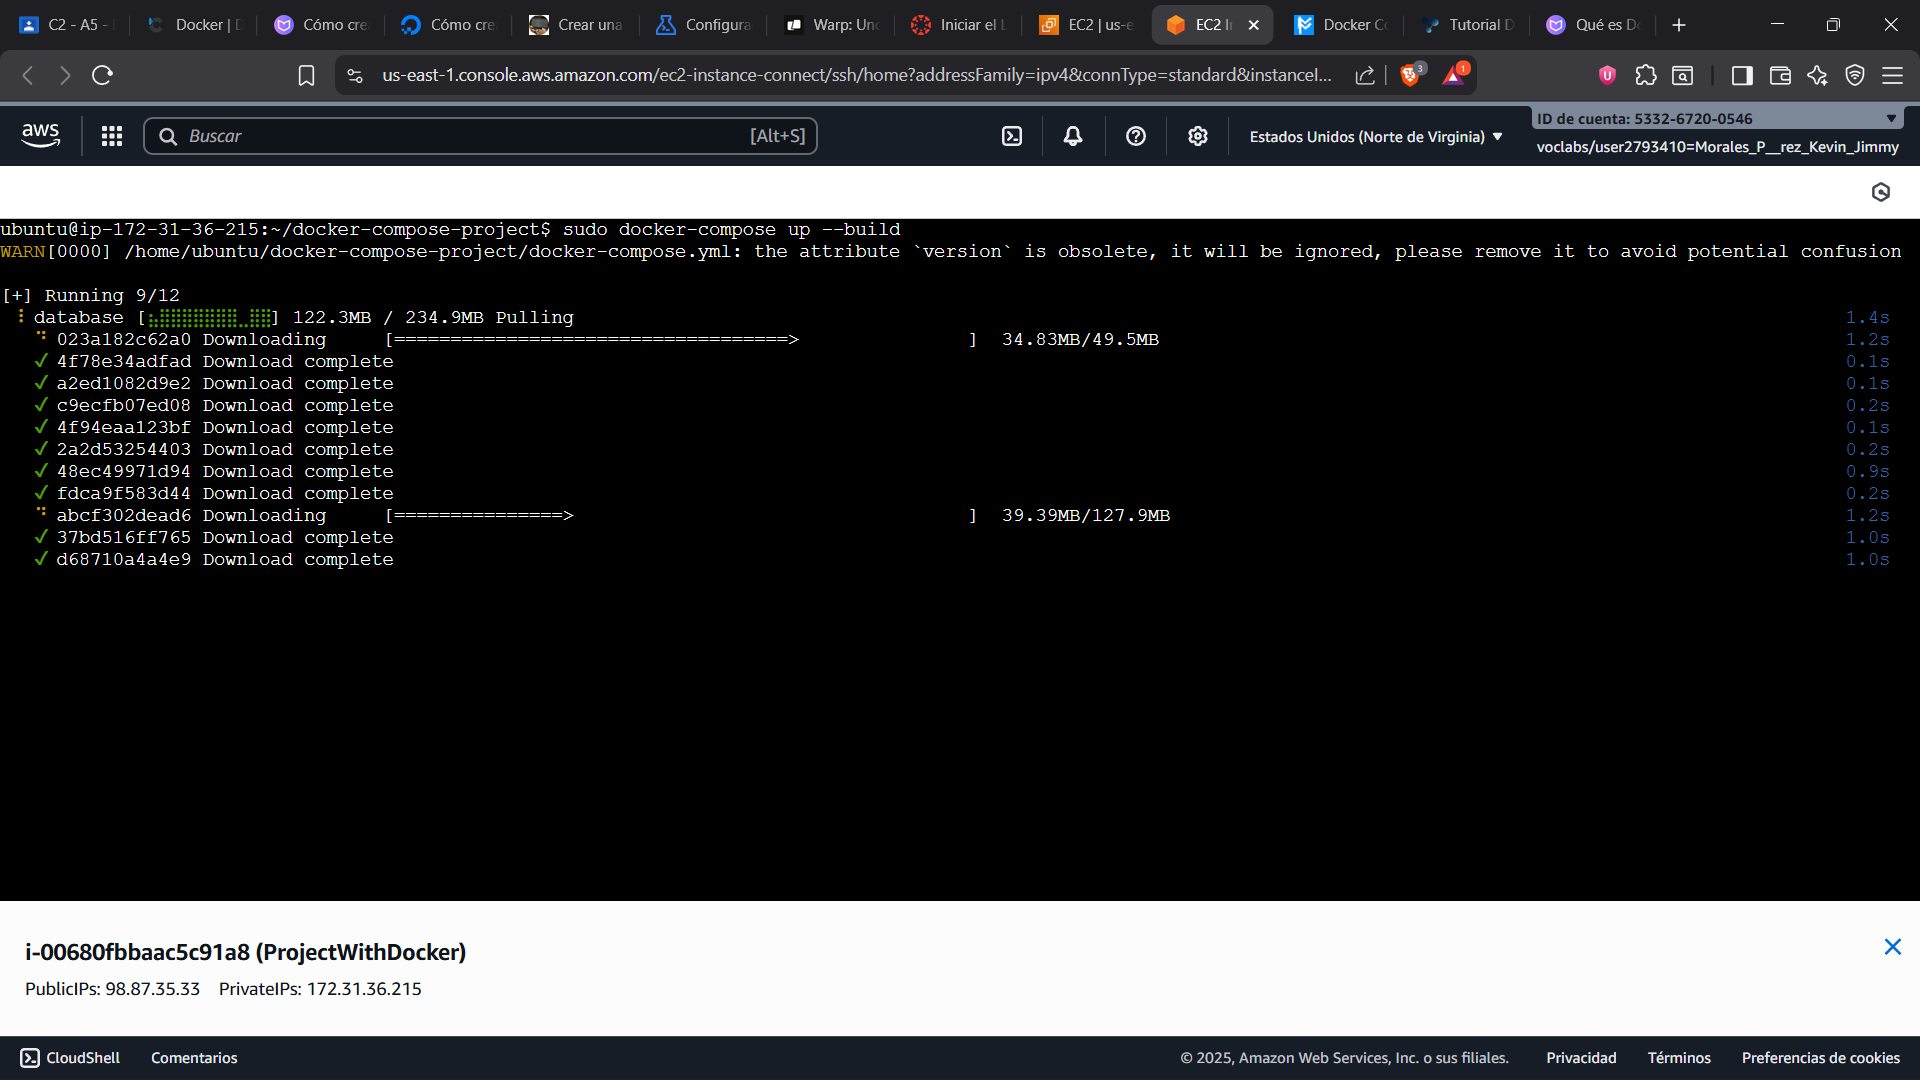 C2 - A5 -
Docker | D
Cómo cre
Cómo cre
Crear una
Configura
Warp: Un
Iniciar el L
EC2 | us-e
EC2 I
Docker C
Tutorial D
Qué es D
us-east-1.console.aws.amazon.com/ec2-instance-connect/ssh/home?addressFamily=ipv4&connType=standard&instanceI...
3
1
aws
Buscar
[Alt+S]
Estados Unidos (Norte de Virginia)
ID de cuenta: 5332-6720-0546
voclabs/user2793410=Morales_P__rez_Kevin_Jimmy
ubuntu@ip-172-31-36-215:~/docker-compose-project$ sudo docker-compose up --build
WARN[0000] /home/ubuntu/docker-compose-project/docker-compose.yml: the attribute `version` is obsolete, it will be ignored, please remove it to avoid potential confusion
[+] Running 9/12
database [⣦⣿⣿⣿⣿⣿⣿⣿⣀⣿⣿] 122.3MB / 234.9MB Pulling 1.4s
023a182c62a0 Downloading [===================================> ] 34.83MB/49.5MB 1.2s
✓ 4f78e34adfad Download complete 0.1s
✓ a2ed1082d9e2 Download complete 0.1s
✓ c9ecfb07ed08 Download complete 0.2s
✓ 4f94eaa123bf Download complete 0.1s
✓ 2a2d53254403 Download complete 0.2s
✓ 48ec49971d94 Download complete 0.9s
✓ fdca9f583d44 Download complete 0.2s
abcf302dead6 Downloading [===============> ] 39.39MB/127.9MB 1.2s
✓ 37bd516ff765 Download complete 1.0s
✓ d68710a4a4e9 Download complete 1.0s
i-00680fbbaac5c91a8 (ProjectWithDocker)
PublicIPs: 98.87.35.33 PrivateIPs: 172.31.36.215
CloudShell
Comentarios
© 2025, Amazon Web Services, Inc. o sus filiales.
Privacidad
Términos
Preferencias de cookies